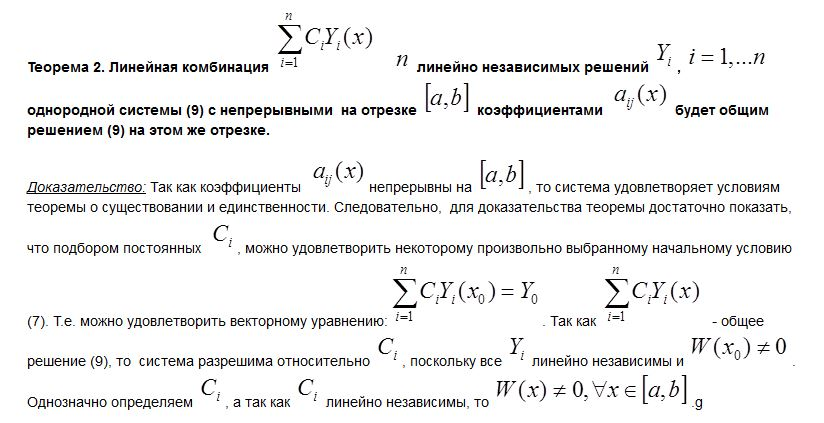 Теорема 2. Линейная комбинация \sum_{i=1}^{n} C_i Y_i(x) n линейно независимых решений Y_i , i = 1,...n
однородной системы (9) с непрерывными на отрезке [a,b] коэффициентами a_{ij}(x) будет общим
решением (9) на этом же отрезке.
Доказательство: Так как коэффициенты a_{ij}(x) непрерывны на [a,b] , то система удовлетворяет условиям
теоремы о существовании и единственности. Следовательно, для доказательства теоремы достаточно показать,
что подбором постоянных C_i , можно удовлетворить некоторому произвольно выбранному начальному условию
(7). Т.е. можно удовлетворить векторному уравнению: \sum_{i=1}^{n} C_i Y_i(x_0) = Y_0 . Так как \sum_{i=1}^{n} C_i Y_i(x) - общее
решение (9), то система разрешима относительно C_i , поскольку все Y_i линейно независимы и W(x_0) ≠ 0 .
Однозначно определяем C_i , а так как C_i линейно независимы, то W(x) ≠ 0, ∀x ∈ [a,b] .g